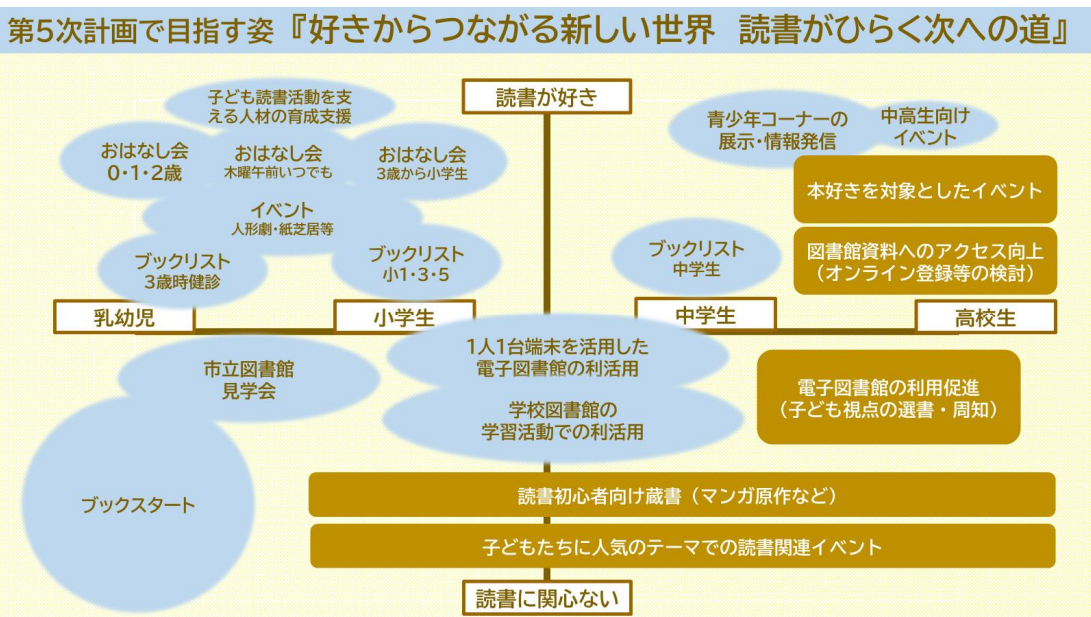 第5次計画で目指す姿『好きからつながる新しい世界 読書がひらく次への道』
読書が好き
子ども読書活動を支
える人材の育成支援
おはなし会
0・1・2歳
おはなし会
木曜午前いつでも
おはなし会
3歳から小学生
イベント
人形劇・紙芝居等
ブックリスト
3歳時健診
ブックリスト
小1・3・5
青少年コーナーの
展示・情報発信
中高生向け
イベント
本好きを対象としたイベント
ブックリスト
中学生
図書館資料へのアクセス向上
（オンライン登録等の検討）
乳幼児
小学生
中学生
高校生
市立図書館
見学会
1人1台端末を活用した
電子図書館の利活用
学校図書館の
学習活動での利活用
電子図書館の利用促進
（子ども視点の選書・周知）
ブックスタート
読書初心者向け蔵書（マンガ原作など）
子どもたちに人気のテーマでの読書関連イベント
読書に関心ない